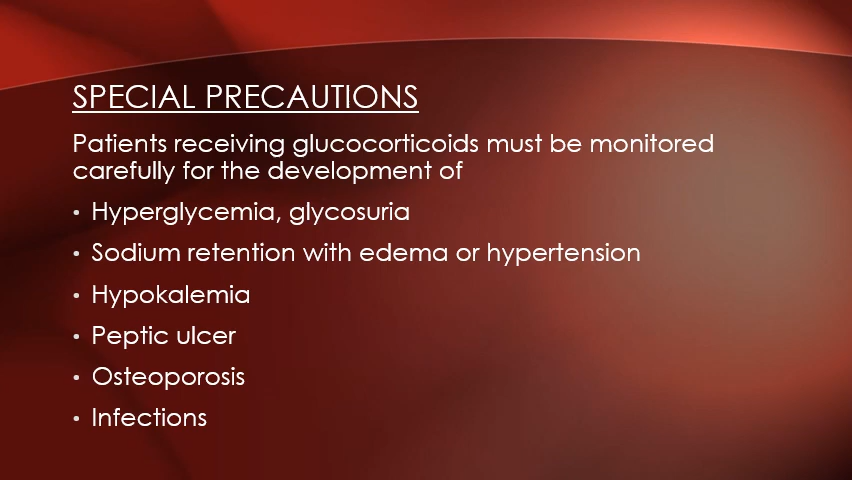 SPECIAL PRECAUTIONS
Patients receiving glucocorticoids must be monitored
carefully for the development of
• Hyperglycemia, glycosuria
• Sodium retention with edema or hypertension
• Hypokalemia
• Peptic ulcer
• Osteoporosis
• Infections